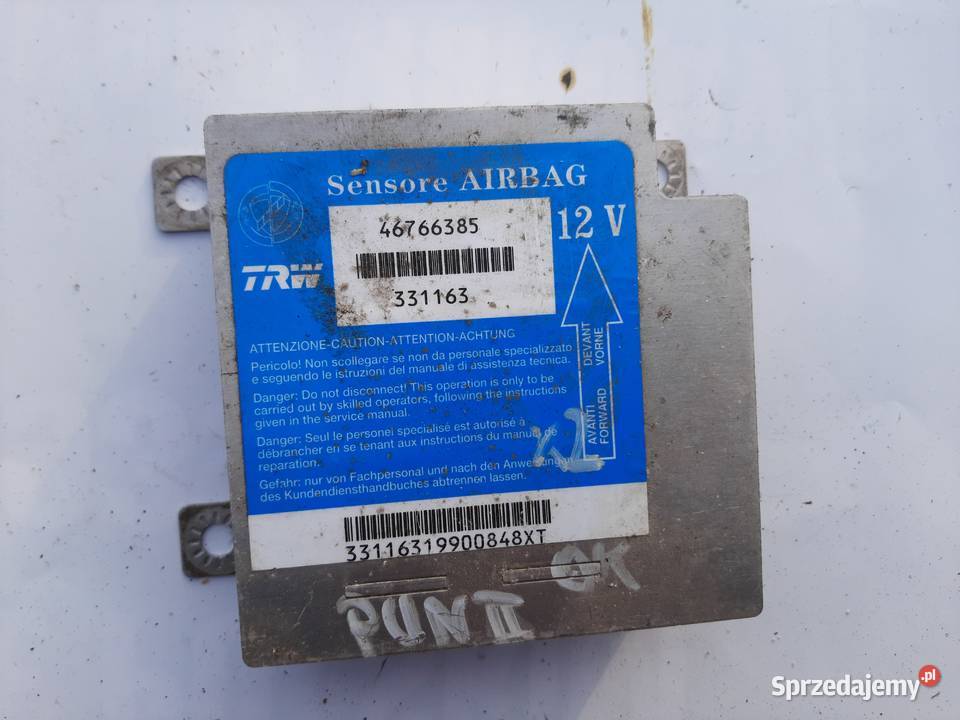 Sensore AIRBAG
46766385
12 V
TRW
331163
ATTENZIONE-CAUTION-ATTENTION-ACHTUNG
Pericolo! Non scollegare se non da personale specializzato
e seguendo le istruzioni del manuale di assistenza tecnica.
Danger: Do not disconnect! This operation is only to be
carried out by skilled operators, following the instructions
given in the service manual.
Danger: Seul le personel specialisé est autorisé à
débrancher en se tenant aux instructions du manuel de
reparations.
Gefahr: nur von Fachpersonal und nach den Anweisungen
des Kundendiensthandbuches abtrennen lassen.
AVANTI DEVANT
FORWARD VORNE
33116319900848XT
OK
PUN II
Sprzedajemy.pl